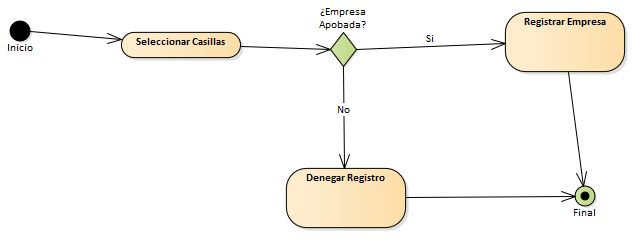 ¿Empresa
Apobada?
Registrar Empresa
Inicio
Seleccionar Casillas
Si
No
Denegar Registro
Final